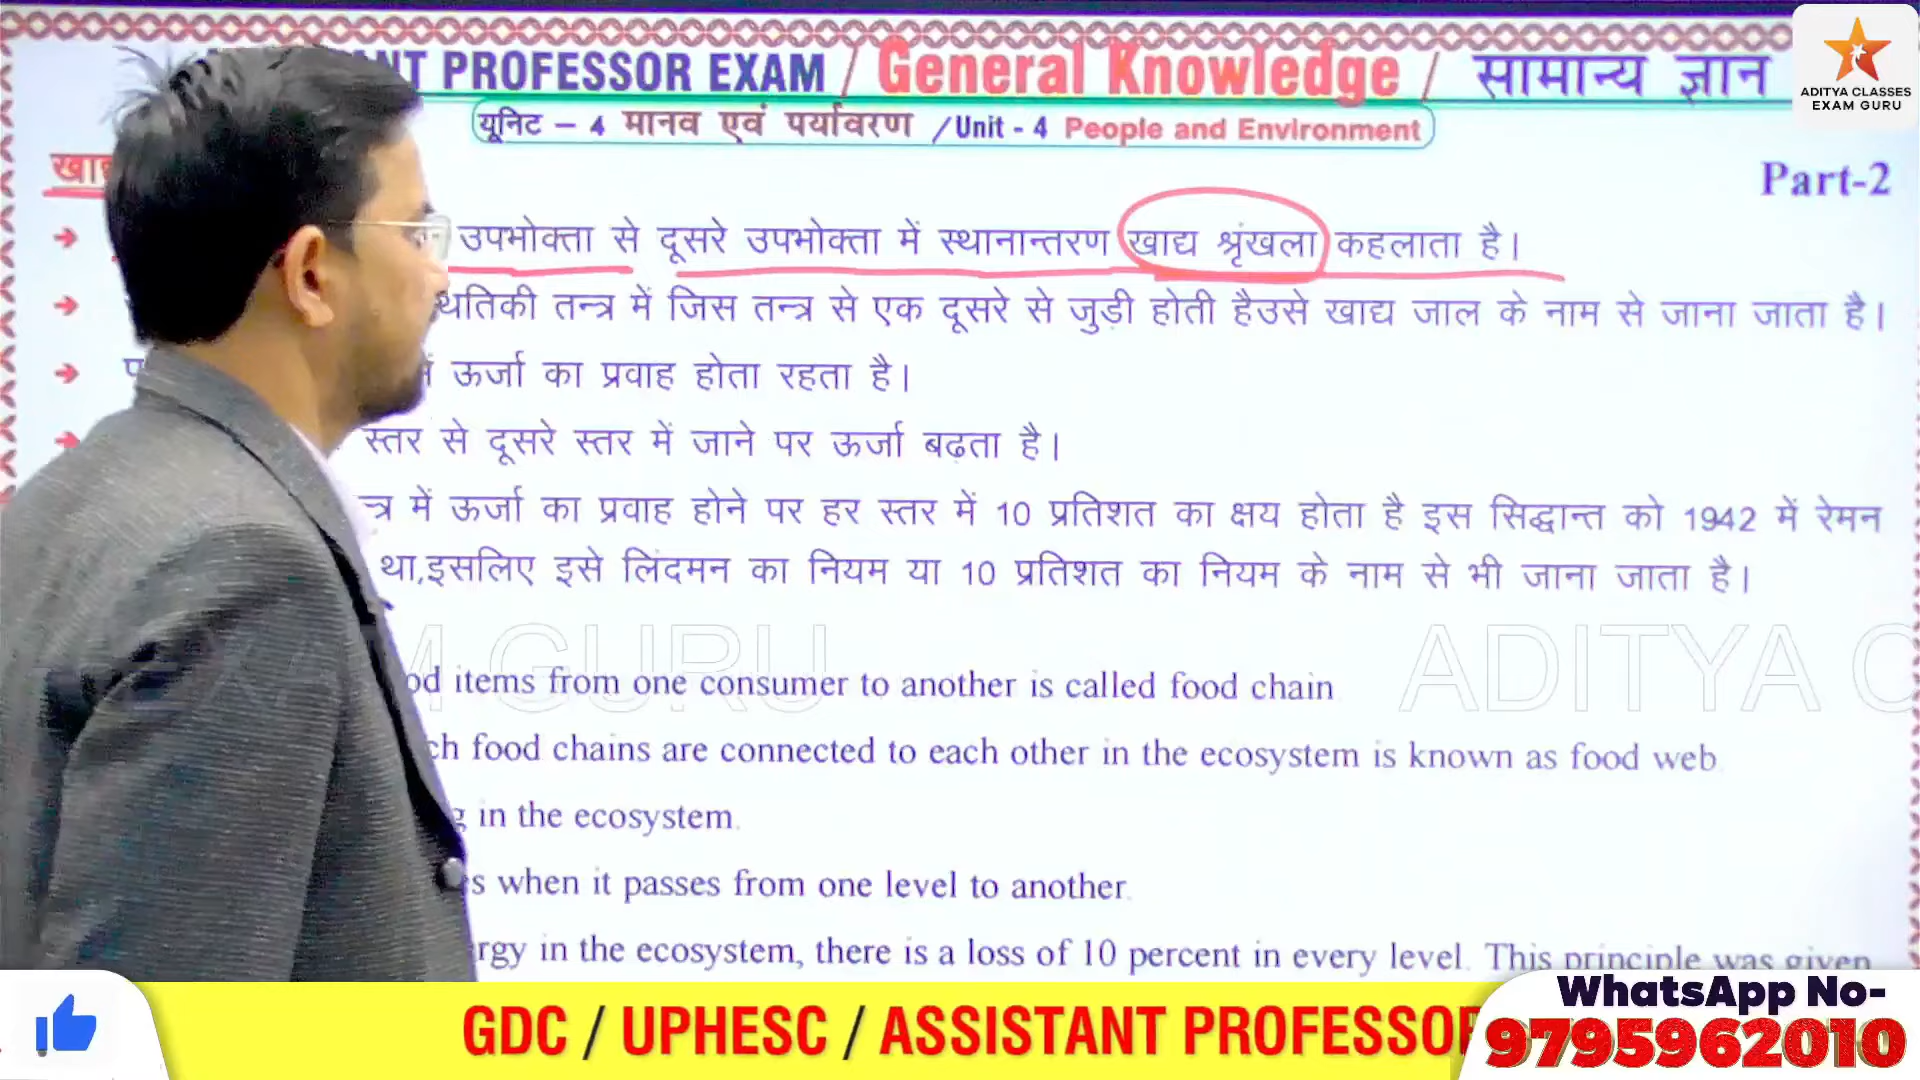 PROFESSOR EXAM / General Knowledge / सामान्य ज्ञान
ADITYA CLASSES
EXAM GURU
यूनिट – 4 मानव एवं पर्यावरण / Unit - 4 People and Environment
Part-2
उपभोक्ता से दूसरे उपभोक्ता में स्थानान्तरण खाद्य श्रृंखला कहलाता है।
तन्त्र में जिस तन्त्र से एक दूसरे से जुड़ी होती हैउसे खाद्य जाल के नाम से जाना जाता है।
ऊर्जा का प्रवाह होता रहता है।
स्तर से दूसरे स्तर में जाने पर ऊर्जा बढता है।
में ऊर्जा का प्रवाह होने पर हर स्तर में 10 प्रतिशत का क्षय होता है इस सिद्धान्त को 1942 में रेमन
था,इसलिए इसे लिंदमन का नियम या 10 प्रतिशत का नियम के नाम से भी जाना जाता है।
GURU ADITYA
items from one consumer to another is called food chain
food chains are connected to each other in the ecosystem is known as food web
in the ecosystem.
when it passes from one level to another.
in the ecosystem, there is a loss of 10 percent in every level. This principle was given
GDC / UPHESC / ASSISTANT PROFESSOR
WhatsApp No-
9795962010